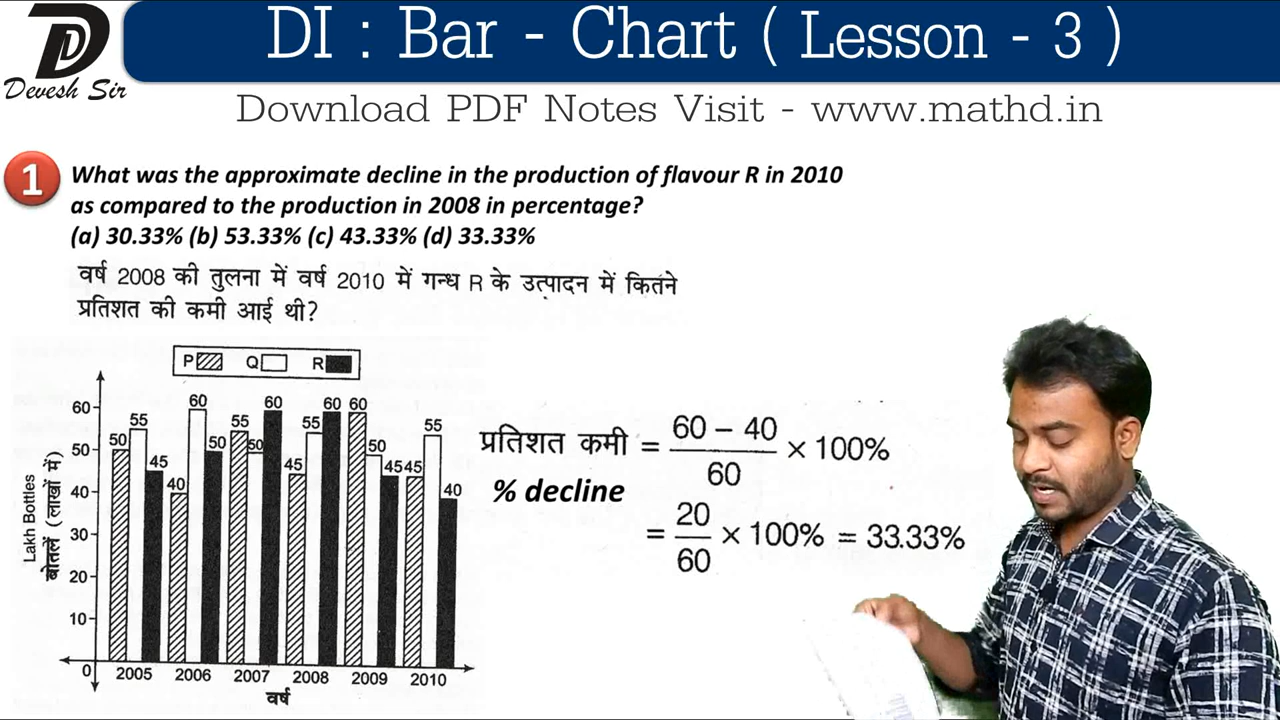 DI : Bar - Chart ( Lesson - 3 )
DD
Devesh Sir
Download PDF Notes Visit - www.mathd.in
1
What was the approximate decline in the production of flavour R in 2010
as compared to the production in 2008 in percentage?
(a) 30.33% (b) 53.33% (c) 43.33% (d) 33.33%
वर्ष 2008 की तुलना में वर्ष 2010 में गन्ध R के उत्पादन में कितने
प्रतिशत की कमी आई थी?
P Q R
Lakh Bottles
बोतलें (लाखों में)
60
50
40
30
20
10
0
50 55 45
40 60 50
55 50 60
45 55 60
60 50 45
45 55 40
2005 2006 2007 2008 2009 2010
वर्ष
प्रतिशत कमी = 60 – 40 / 60 × 100%
% decline
= 20 / 60 × 100% = 33.33%